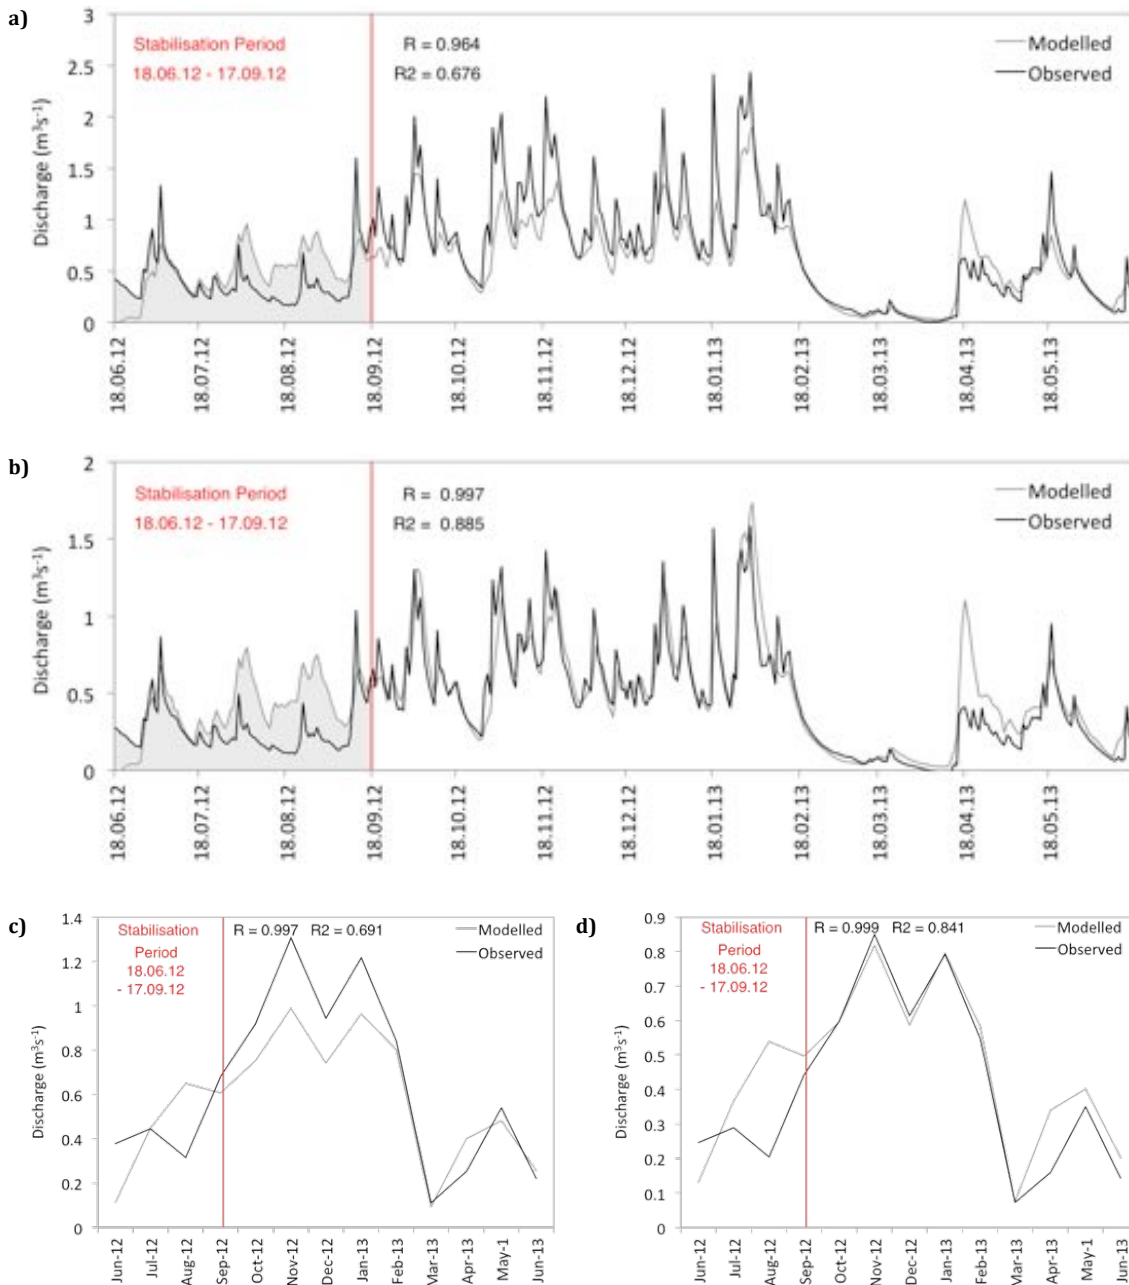 a)
3
2.5
2
1.5
1
0.5
0
Discharge (m³s⁻¹)
Stabilisation Period
18.06.12 - 17.09.12
R = 0.964
R2 = 0.676
Modelled
Observed
18.06.12
18.07.12
18.08.12
18.09.12
18.10.12
18.11.12
18.12.12
18.01.13
18.02.13
18.03.13
18.04.13
18.05.13
b)
2
1.5
1
0.5
0
Discharge (m³s⁻¹)
Stabilisation Period
18.06.12 - 17.09.12
R = 0.997
R2 = 0.885
Modelled
Observed
18.06.12
18.07.12
18.08.12
18.09.12
18.10.12
18.11.12
18.12.12
18.01.13
18.02.13
18.03.13
18.04.13
18.05.13
c)
1.4
1.2
1
0.8
0.6
0.4
0.2
0
Discharge (m³s⁻¹)
Stabilisation
Period
18.06.12
- 17.09.12
R = 0.997 R2 = 0.691
Modelled
Observed
Jun-12
Jul-12
Aug-12
Sep-12
Oct-12
Nov-12
Dec-12
Jan-13
Feb-13
Mar-13
Apr-13
May-1
Jun-13
d)
0.9
0.8
0.7
0.6
0.5
0.4
0.3
0.2
0.1
0
Discharge (m³s⁻¹)
Stabilisation
Period
18.06.12
- 17.09.12
R = 0.999 R2 = 0.841
Modelled
Observed
Jun-12
Jul-12
Aug-12
Sep-12
Oct-12
Nov-12
Dec-12
Jan-13
Feb-13
Mar-13
Apr-13
May-1
Jun-13